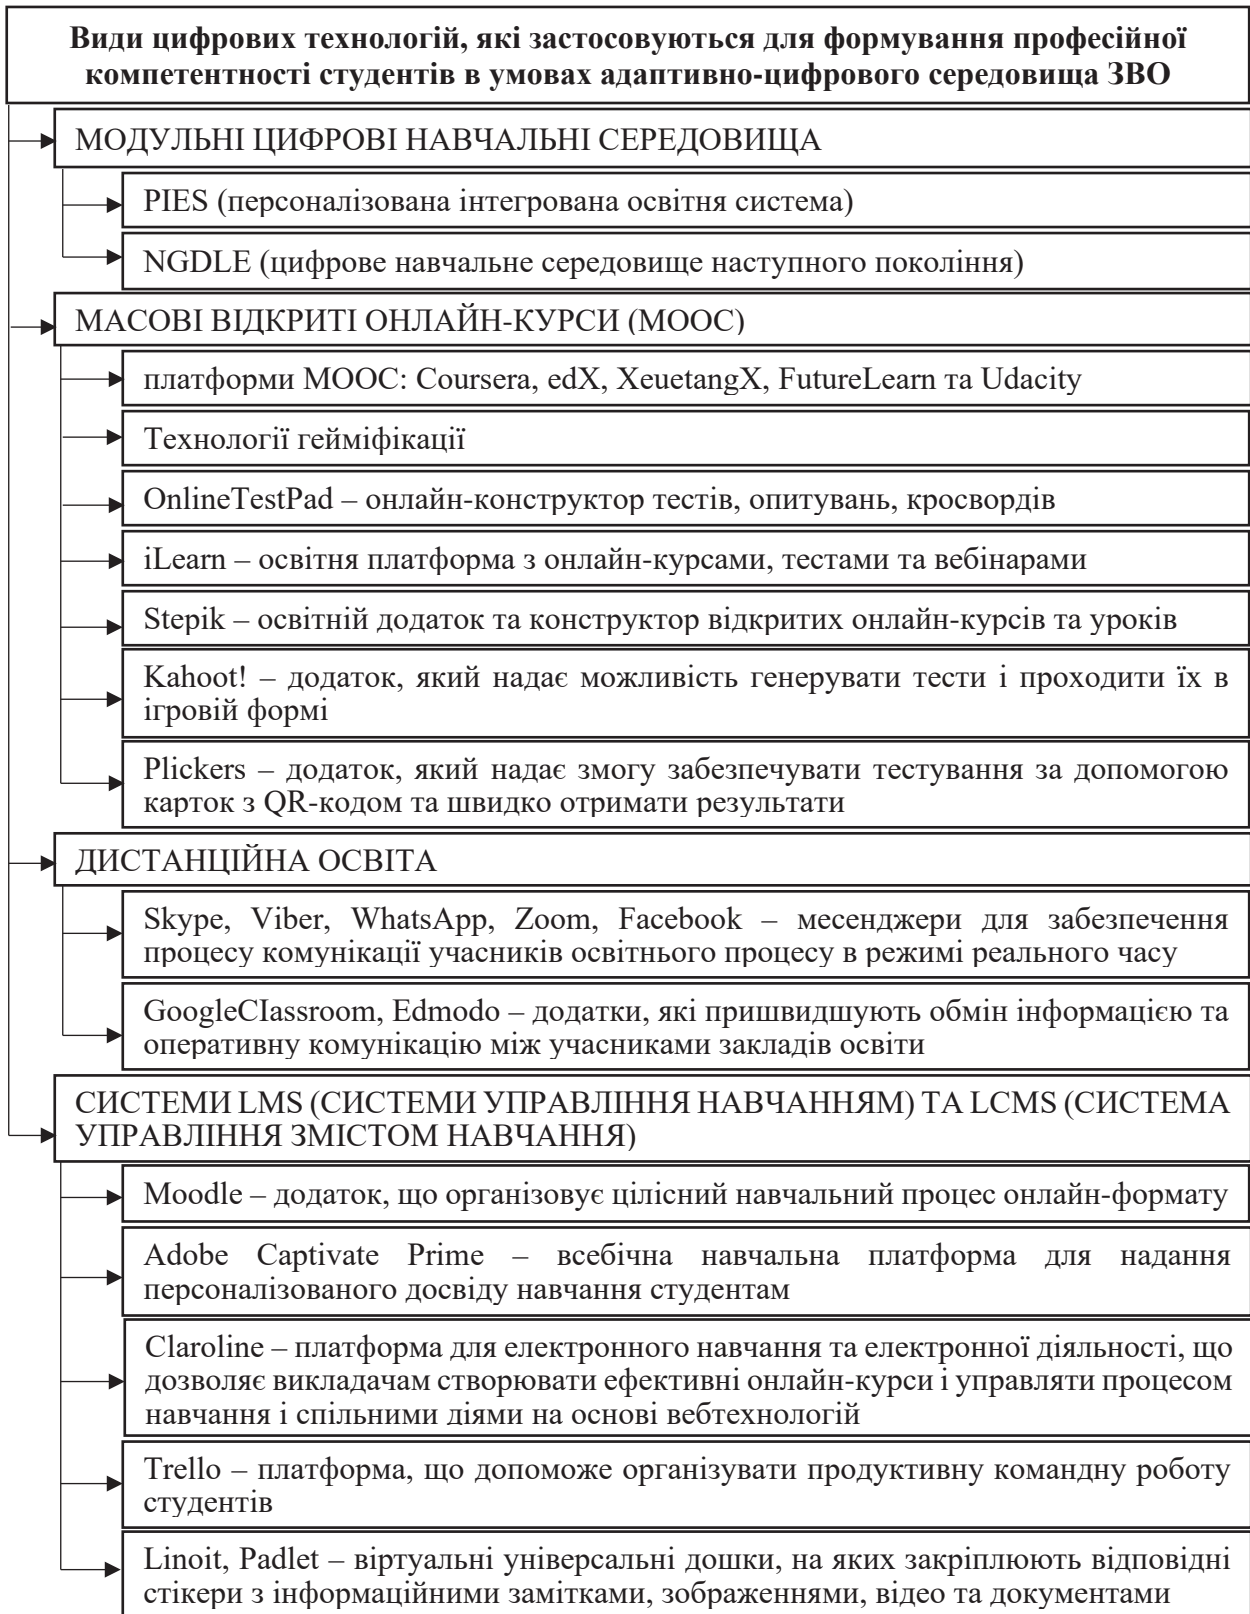 Види цифрових технологій, які застосовуються для формування професійної
компетентності студентів в умовах адаптивно-цифрового середовища ЗВО
МОДУЛЬНІ ЦИФРОВІ НАВЧАЛЬНІ СЕРЕДОВИЩА
PIES (персоналізована інтегрована освітня система)
NGDLE (цифрове навчальне середовище наступного покоління)
МАСОВІ ВІДКРИТІ ОНЛАЙН-КУРСИ (МООС)
платформи МООС: Coursera, edX, XeuetangX, FutureLearn та Udacity
Технології гейміфікації
OnlineTestPad – онлайн-конструктор тестів, опитувань, кросвордів
iLearn – освітня платформа з онлайн-курсами, тестами та вебінарами
Stepik – освітній додаток та конструктор відкритих онлайн-курсів та уроків
Kahoot! – додаток, який надає можливість генерувати тести і проходити їх в
ігровій формі
Plickers – додаток, який надає змогу забезпечувати тестування за допомогою
карток з QR-кодом та швидко отримати результати
ДИСТАНЦІЙНА ОСВІТА
Skype, Viber, WhatsApp, Zoom, Facebook – месенджери для забезпечення
процесу комунікації учасників освітнього процесу в режимі реального часу
GoogleCIassroom, Edmodo – додатки, які пришвидшують обмін інформацією та
оперативну комунікацію між учасниками закладів освіти
СИСТЕМИ LMS (СИСТЕМИ УПРАВЛІННЯ НАВЧАННЯМ) ТА LCMS (СИСТЕМА
УПРАВЛІННЯ ЗМІСТОМ НАВЧАННЯ)
Moodle – додаток, що організовує цілісний навчальний процес онлайн-формату
Adobe Captivate Prime – всебічна навчальна платформа для надання
персоналізованого досвіду навчання студентам
Claroline – платформа для електронного навчання та електронної діяльності, що
дозволяє викладачам створювати ефективні онлайн-курси і управляти процесом
навчання і спільними діями на основі вебтехнологій
Trello – платформа, що допоможе організувати продуктивну командну роботу
студентів
Linoit, Padlet – віртуальні універсальні дошки, на яких закріплюють відповідні
стікери з інформаційними замітками, зображеннями, відео та документами